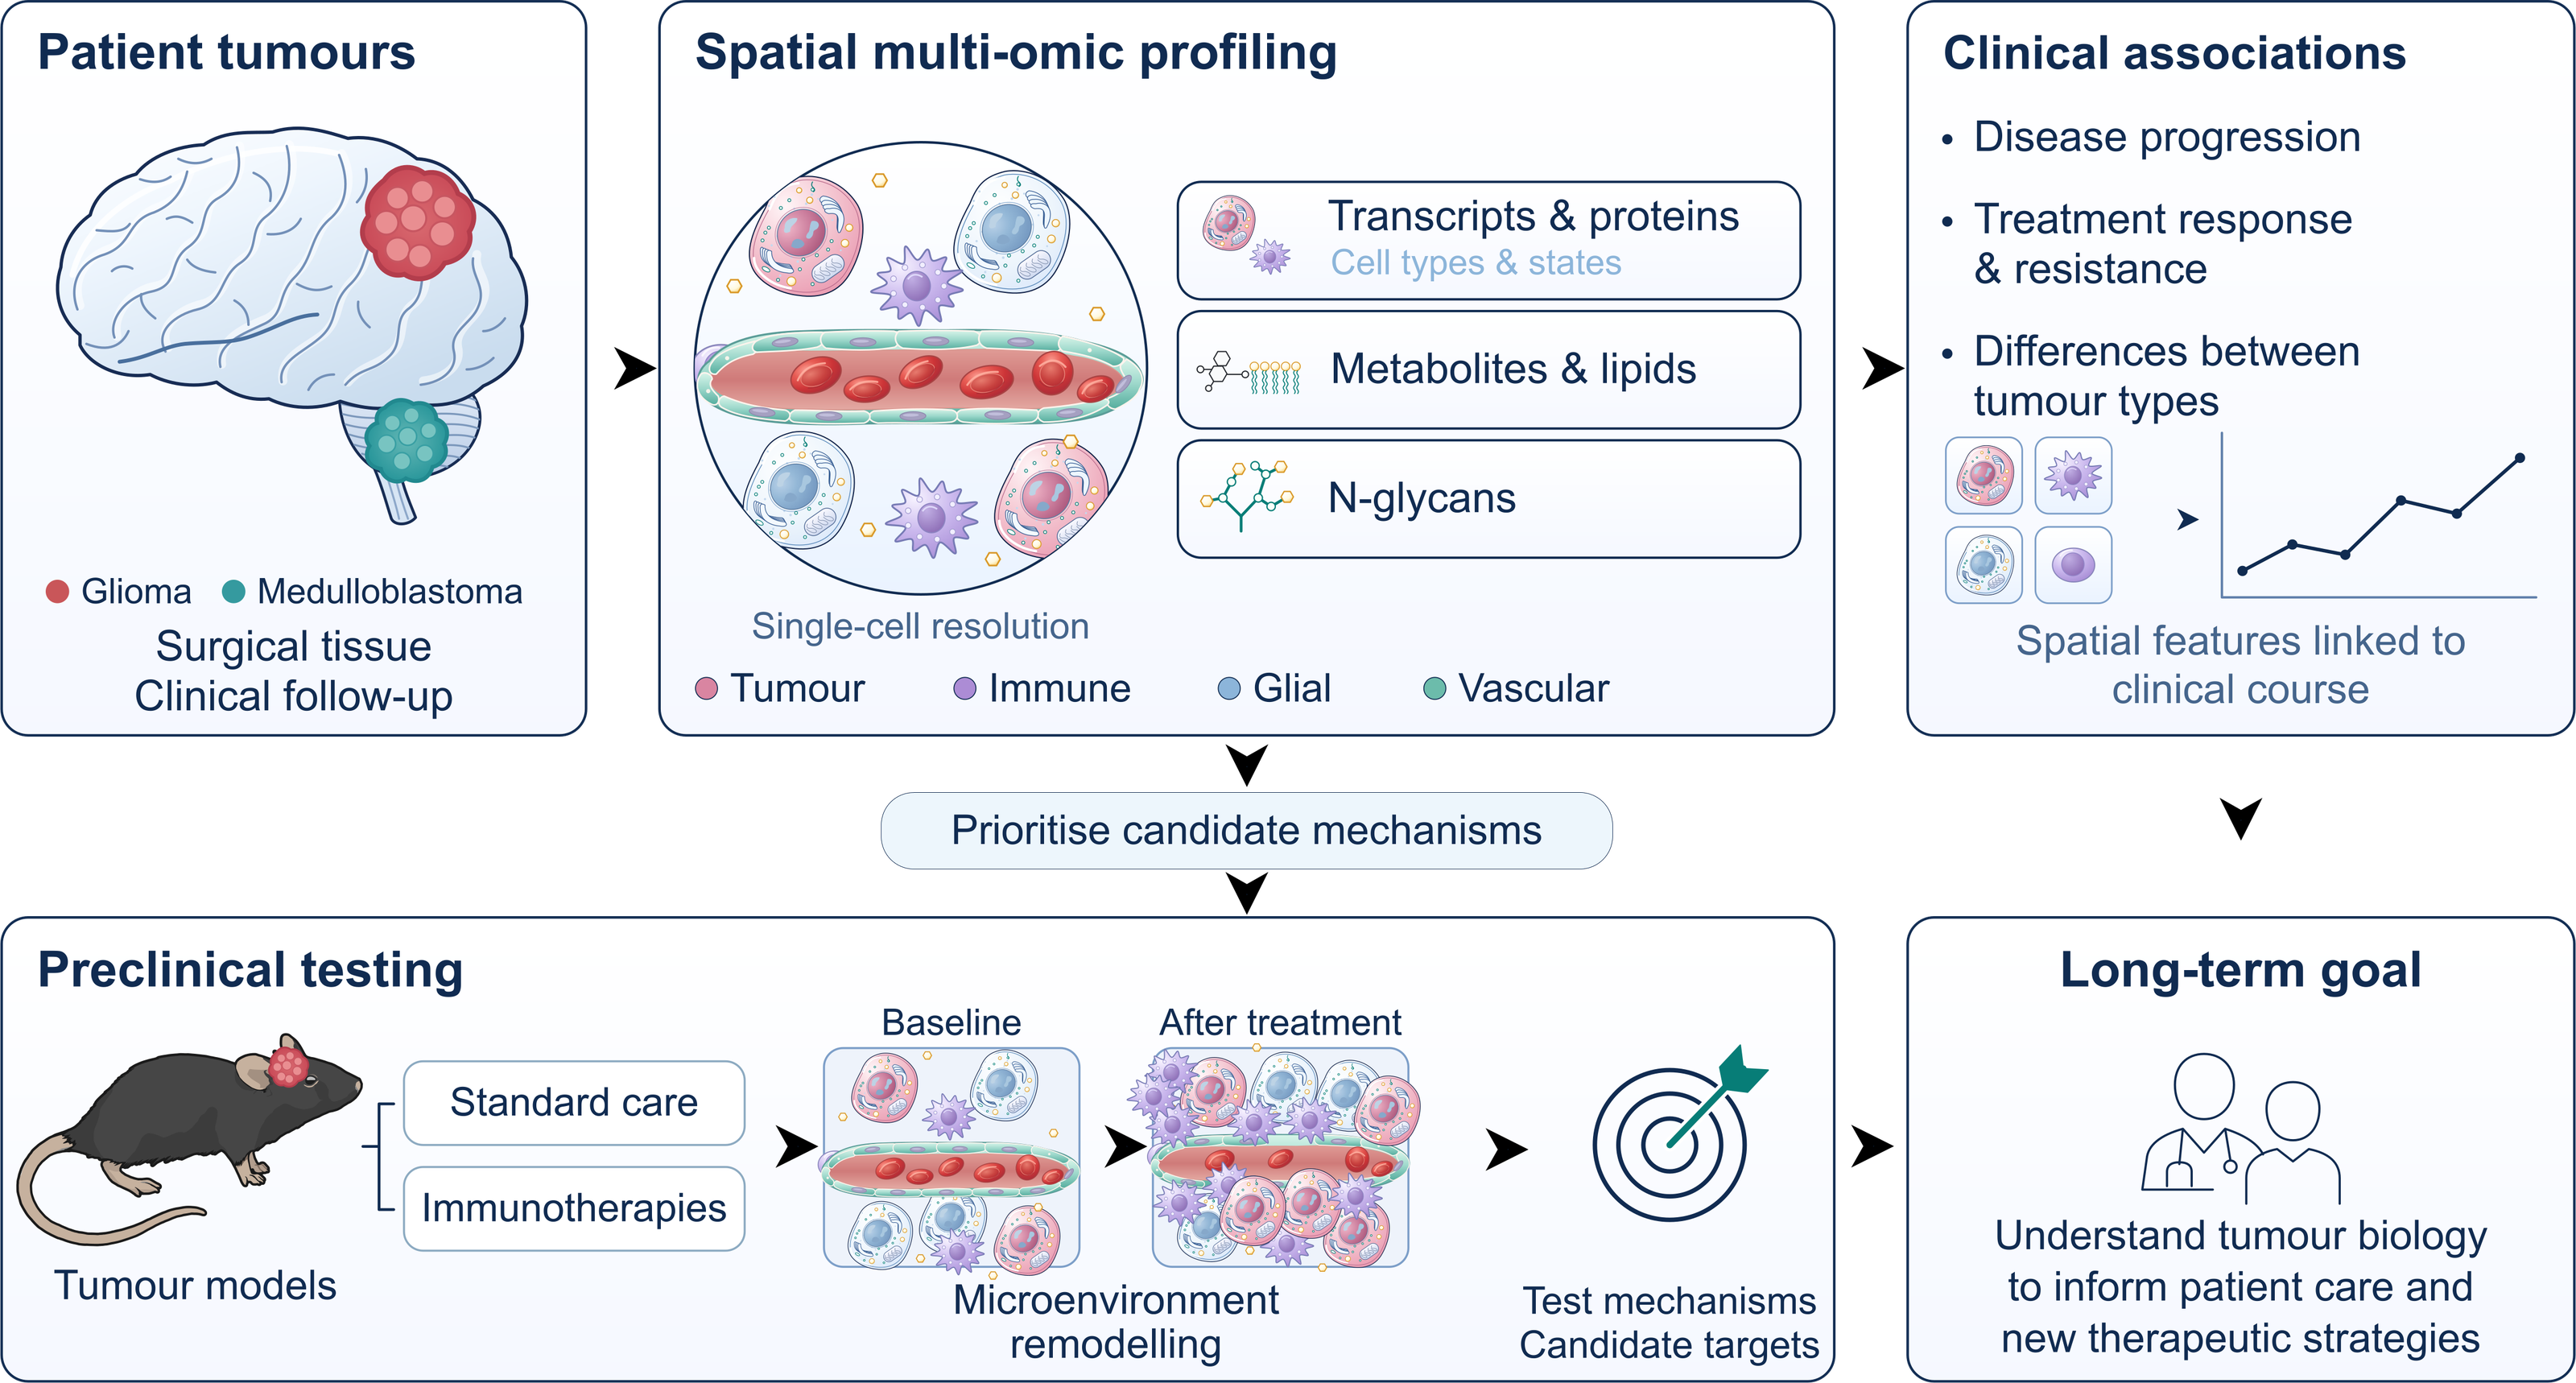 Patient tumours
Glioma
Medulloblastoma
Surgical tissue
Clinical follow-up
Spatial multi-omic profiling
Transcripts & proteins
Cell types & states
Metabolites & lipids
N-glycans
Single-cell resolution
Tumour
Immune
Glial
Vascular
Clinical associations
• Disease progression
• Treatment response
& resistance
• Differences between
tumour types
Spatial features linked to
clinical course
Prioritise candidate mechanisms
Preclinical testing
Tumour models
Standard care
Immunotherapies
Baseline
After treatment
Microenvironment
remodelling
Test mechanisms
Candidate targets
Long-term goal
Understand tumour biology
to inform patient care and
new therapeutic strategies